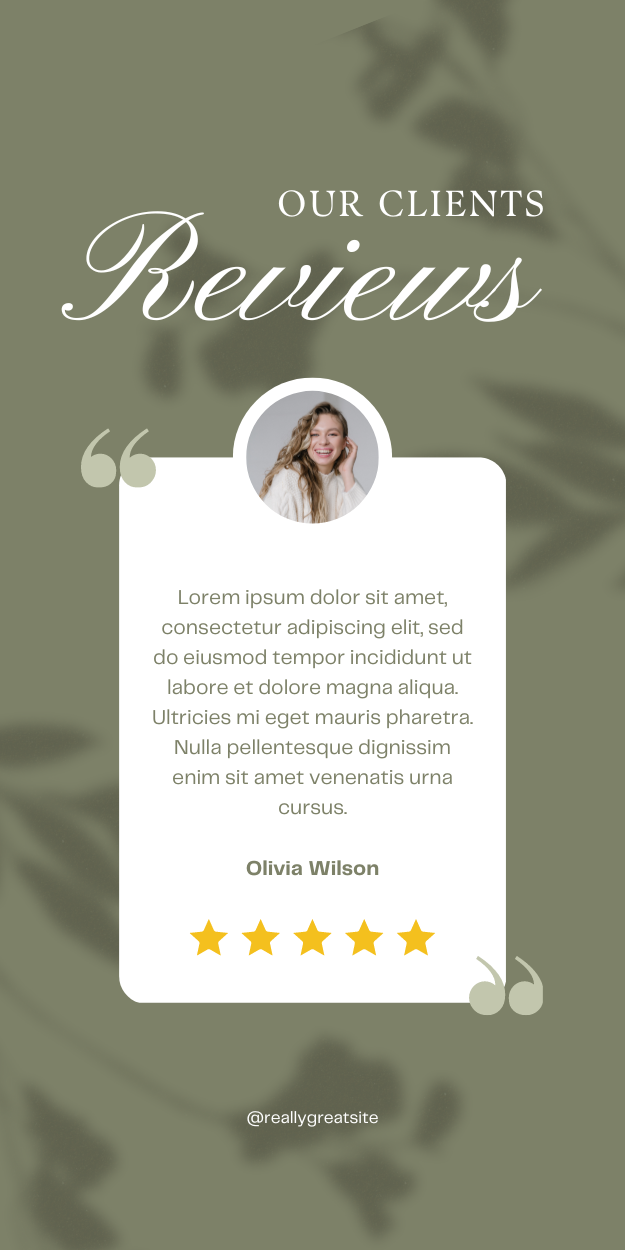 OUR CLIENTS
Reviews
Lorem ipsum dolor sit amet,
consectetur adipiscing elit, sed
do eiusmod tempor incididunt ut
labore et dolore magna aliqua.
Ultricies mi eget mauris pharetra.
Nulla pellentesque dignissim
enim sit amet venenatis urna
cursus.
Olivia Wilson
@reallygreatsite